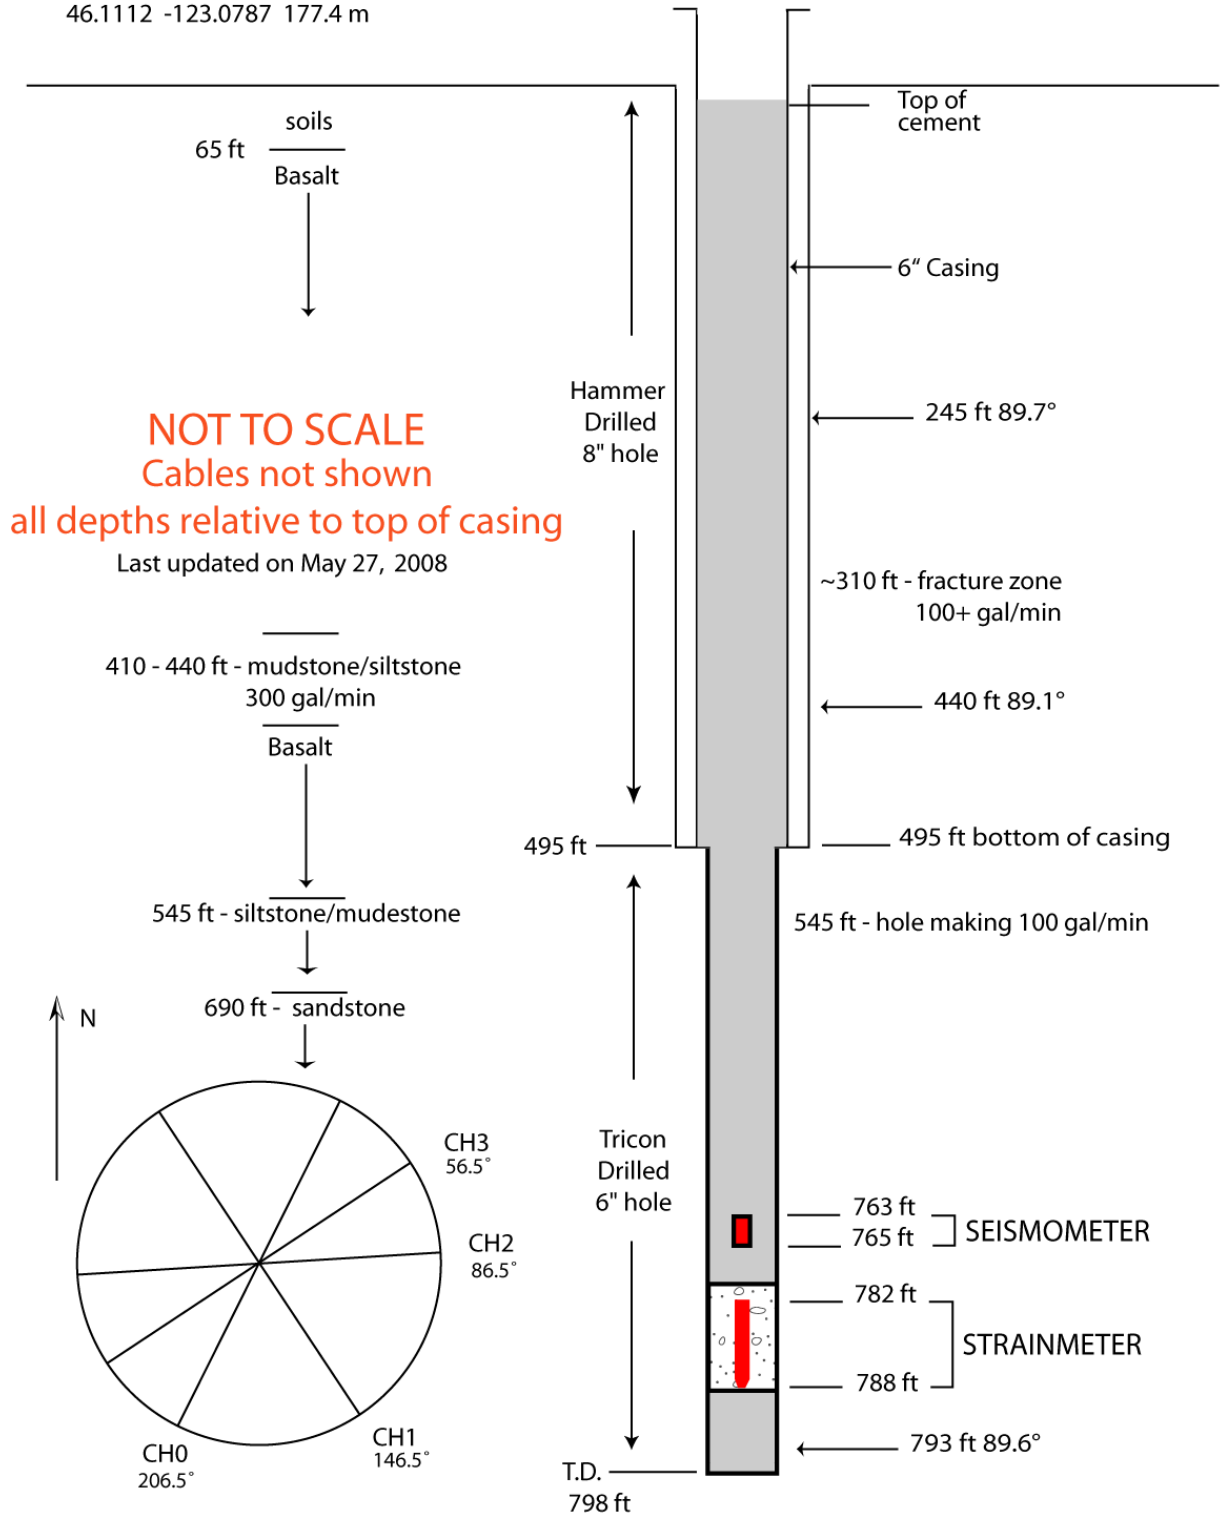 46.1112 -123.0787 177.4 m
Top of
cement
soils
65 ft
Basalt
6“ Casing
Hammer
Drilled
8" hole
245 ft 89.7°
NOT TO SCALE
Cables not shown
all depths relative to top of casing
Last updated on May 27, 2008
~310 ft - fracture zone
100+ gal/min
410 - 440 ft - mudstone/siltstone
300 gal/min
440 ft 89.1°
Basalt
495 ft
495 ft bottom of casing
545 ft - siltstone/mudestone
545 ft - hole making 100 gal/min
690 ft - sandstone
N
CH3
56.5°
CH2
86.5°
CH1
146.5°
CH0
206.5°
Tricon
Drilled
6" hole
763 ft
765 ft
SEISMOMETER
782 ft
STRAINMETER
788 ft
793 ft 89.6°
T.D.
798 ft